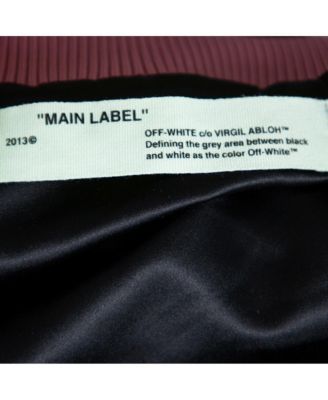 "MAIN LABEL"
2013©
OFF-WHITE c/o VIRGIL ABLOH™
Defining the grey area between black
and white as the color Off-White™